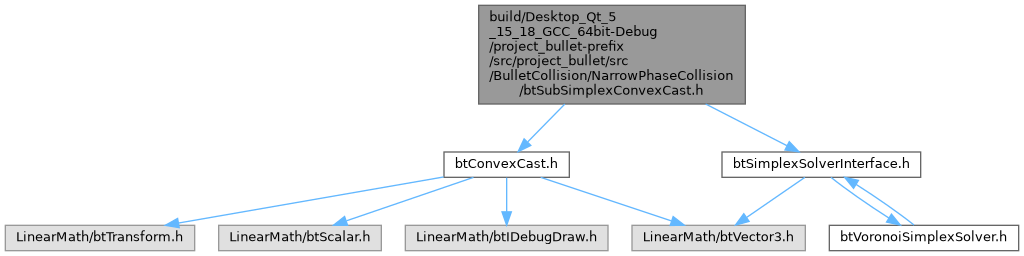 build/Desktop_Qt_5
_15_18_GCC_64bit-Debug
/project_bullet-prefix
/src/project_bullet/src
/BulletCollision/NarrowPhaseCollision
/btSubSimplexConvexCast.h
btConvexCast.h
btSimplexSolverInterface.h
LinearMath/btTransform.h
LinearMath/btScalar.h
LinearMath/btIDebugDraw.h
LinearMath/btVector3.h
btVoronoiSimplexSolver.h